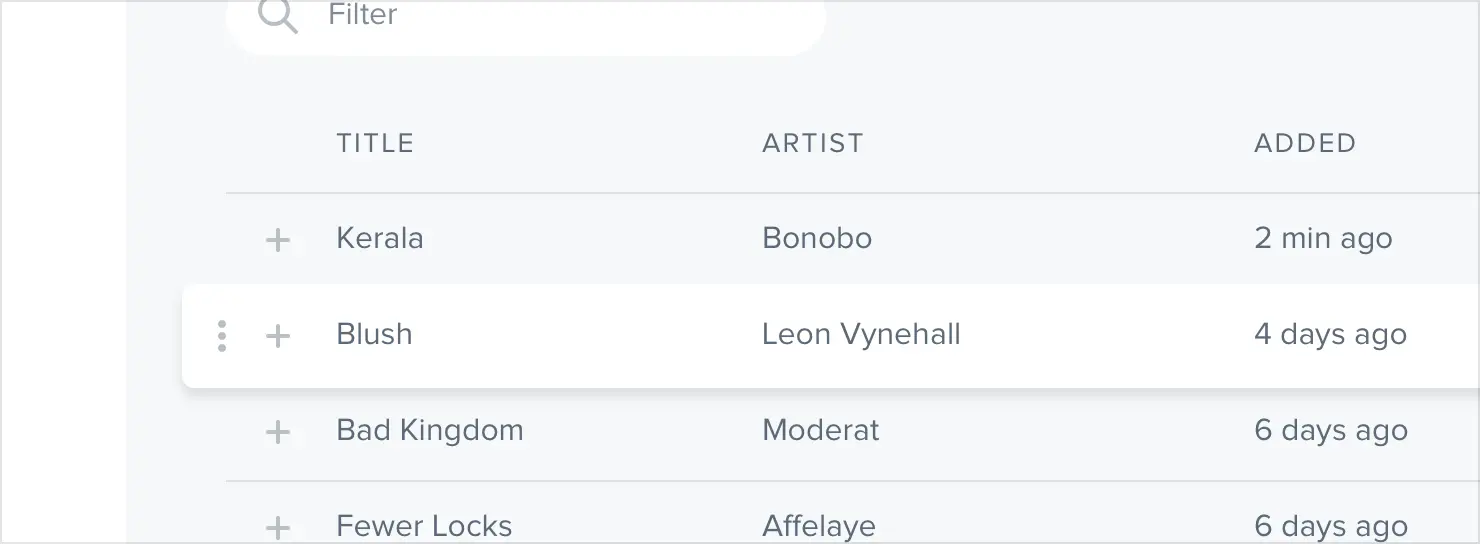 Filter
TITLE ARTIST ADDED
Kerala Bonobo 2 min ago
Blush Leon Vynehall 4 days ago
Bad Kingdom Moderat 6 days ago
Fewer Locks Affelaye 6 days ago